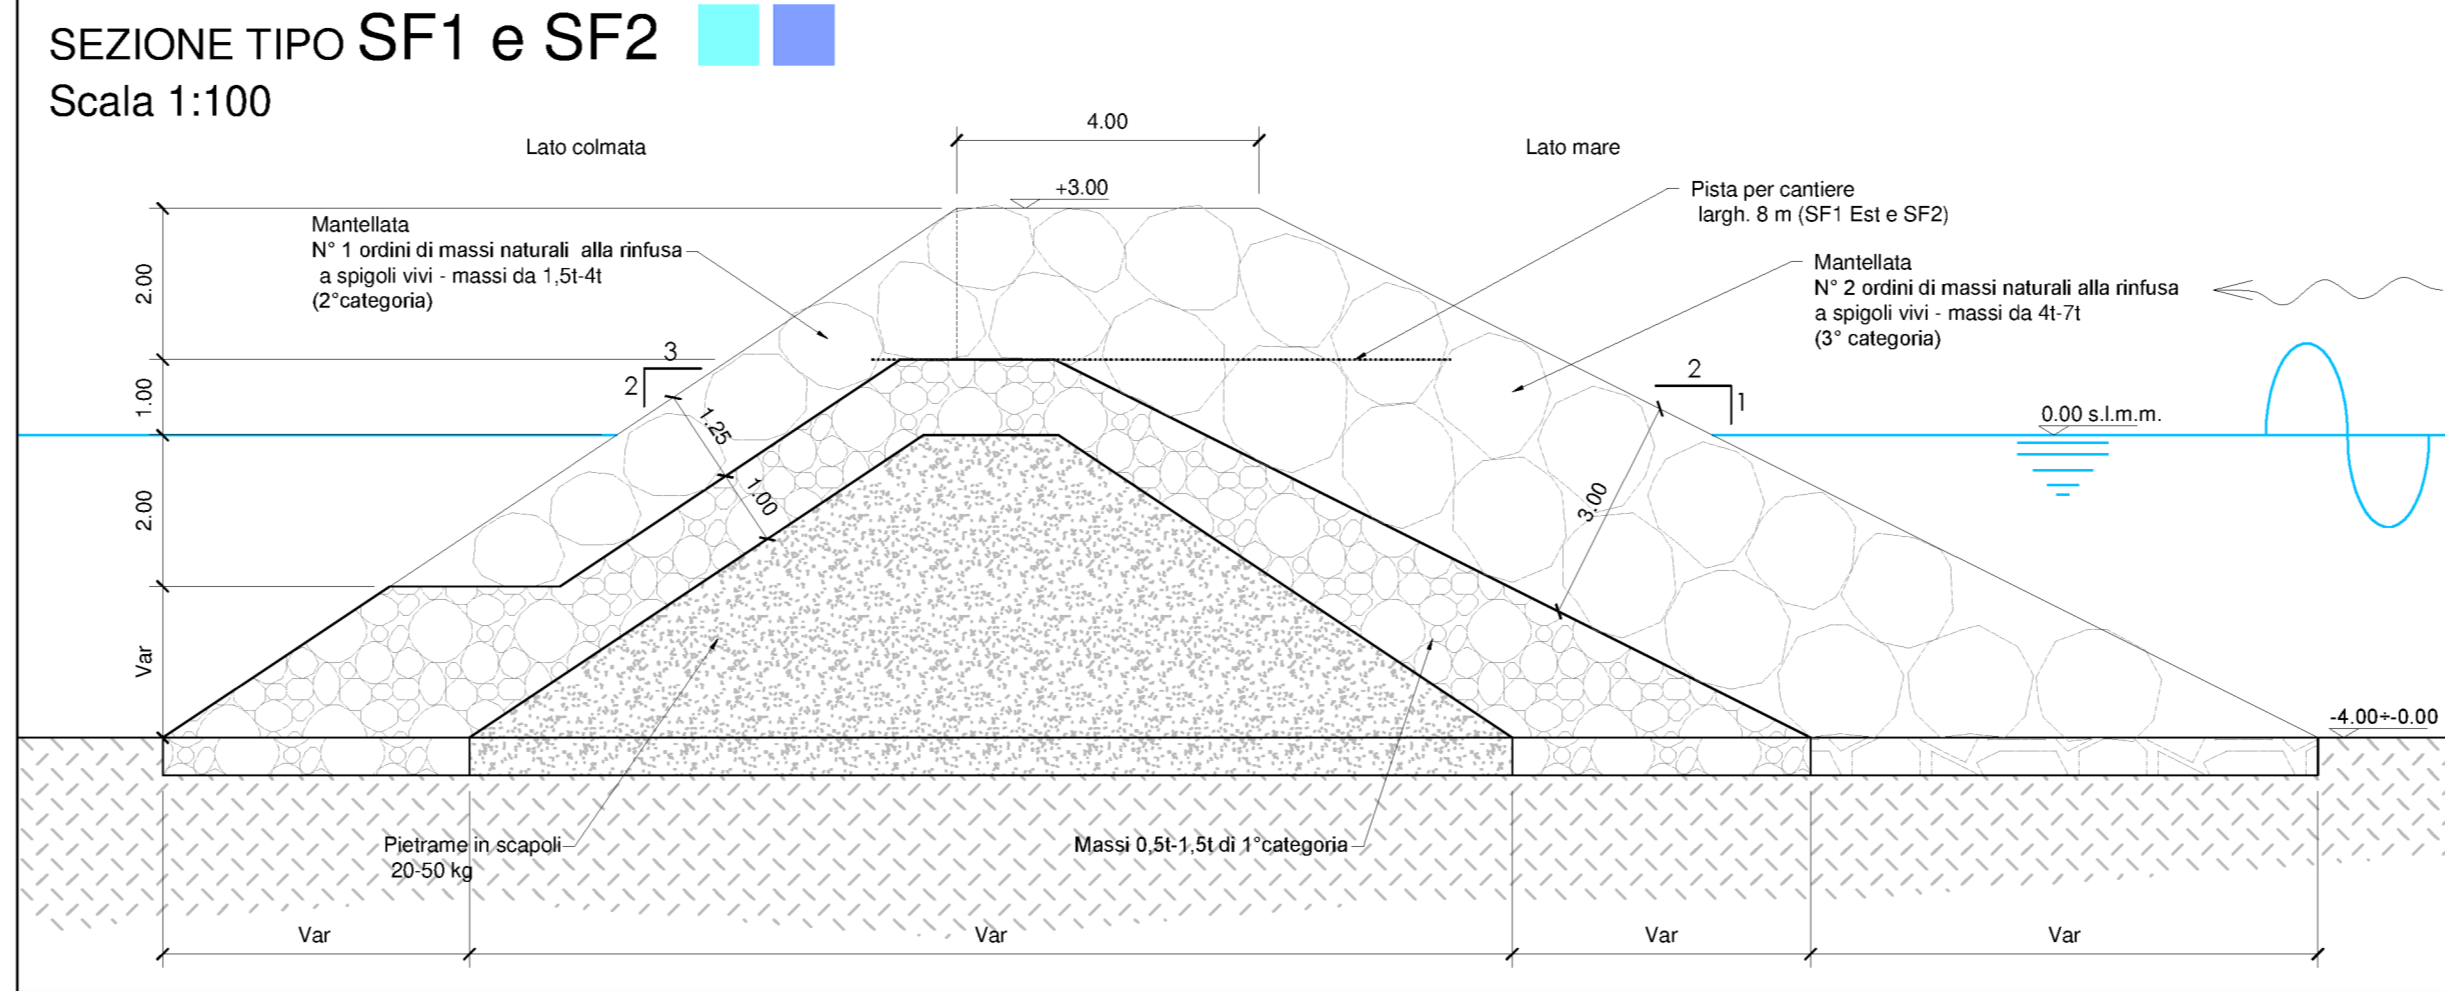 SEZIONE TIPO SF1 e SF2
Scala 1:100
4.00
Lato colmata
Lato mare
+3.00
Pista per cantiere
largh. 8 m (SF1 Est e SF2)
Mantellata
N° 1 ordini di massi naturali alla rinfusa
a spigoli vivi - massi da 1,5t-4t
(2°categoria)
Mantellata
N° 2 ordini di massi naturali alla rinfusa
a spigoli vivi - massi da 4t-7t
(3° categoria)
2.00
3
2
2
1
1.00
1.25
0.00 s.l.m.m.
1.00
3.00
2.00
Var
-4.00÷-0.00
Pietrame in scapoli
20-50 kg
Massi 0,5t-1,5t di 1°categoria
Var
Var
Var
Var